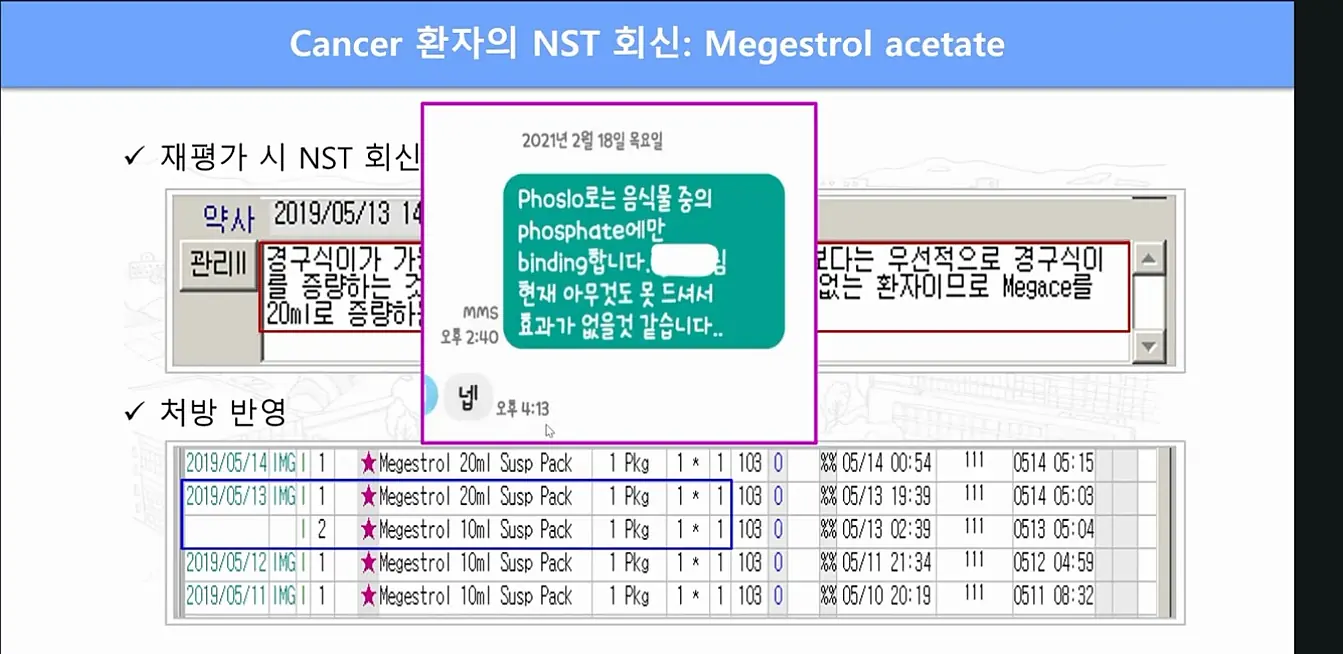 Cancer 환자의 NST 회신: Megestrol acetate
✓ 재평가 시 NST 회신
약사 2019/05/13 14
관리II
경구식이가 보다는 우선적으로 경구식이
를 증량하는 없는 환자이므로 Megace를
20ml로
2021년 2월 18일 목요일
Phoslo로는 음식물 중의
phosphate에만
binding합니다.
현재 아무것도 못 드셔서
효과가 없을것 같습니다..
MMS
오후 2:40
넵
오후 4:13
✓ 처방 반영
2019/05/14 IMG I 1 ★Megestrol 20ml Susp Pack 1 Pkg 1 * 1 103 0 %% 05/14 00:54 111 0514 05:15
2019/05/13 IMG I 1 ★Megestrol 20ml Susp Pack 1 Pkg 1 * 1 103 0 %% 05/13 19:39 111 0514 05:03
I 2 ★Megestrol 10ml Susp Pack 1 Pkg 1 * 1 103 0 %% 05/13 02:39 111 0513 05:04
2019/05/12 IMG I 1 ★Megestrol 10ml Susp Pack 1 Pkg 1 * 1 103 0 %% 05/11 21:34 111 0512 04:59
2019/05/11 IMG I 1 ★Megestrol 10ml Susp Pack 1 Pkg 1 * 1 103 0 %% 05/10 20:19 111 0511 08:32